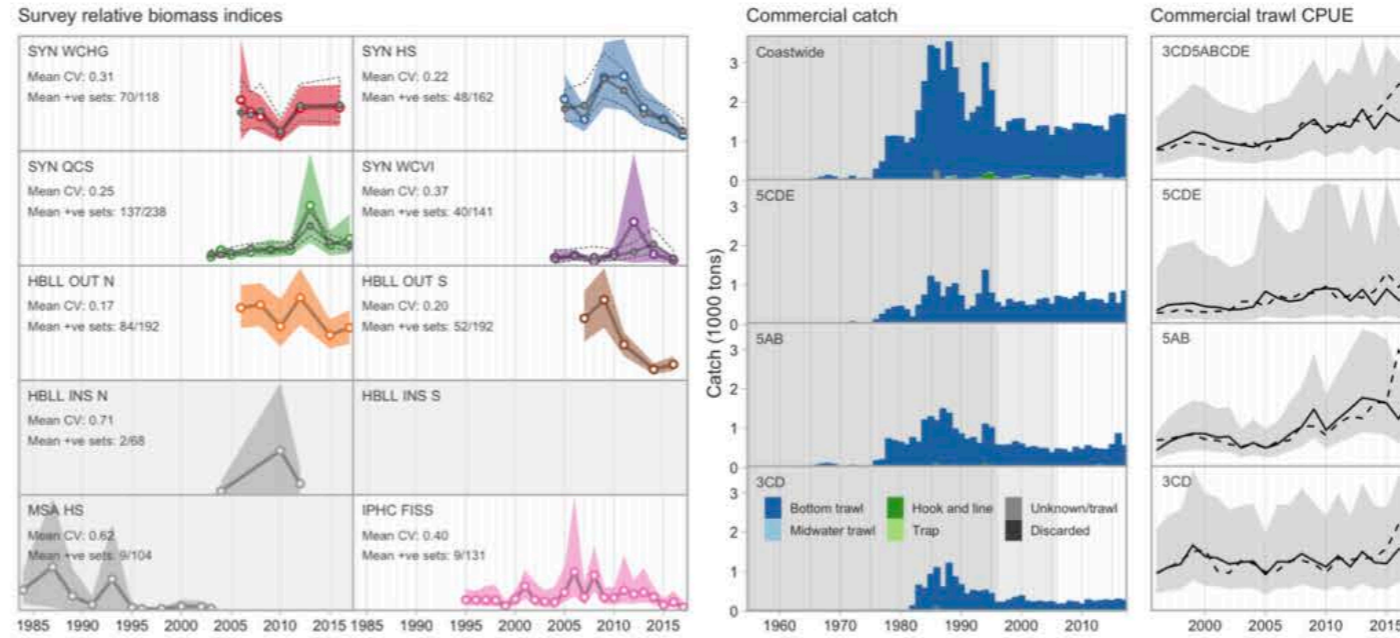 Survey relative biomass indices
SYN WCHG
Mean CV: 0.31
Mean +ve sets: 70/118
SYN HS
Mean CV: 0.22
Mean +ve sets: 48/162
SYN QCS
Mean CV: 0.25
Mean +ve sets: 137/238
SYN WCVI
Mean CV: 0.37
Mean +ve sets: 40/141
HBLL OUT N
Mean CV: 0.17
Mean +ve sets: 84/192
HBLL OUT S
Mean CV: 0.20
Mean +ve sets: 52/192
HBLL INS N
Mean CV: 0.71
Mean +ve sets: 2/68
HBLL INS S
MSA HS
Mean CV: 0.62
Mean +ve sets: 9/104
IPHC FISS
Mean CV: 0.40
Mean +ve sets: 9/131
1985 1990 1995 2000 2005 2010 2015 1985 1990 1995 2000 2005 2010 2015
Commercial catch
Catch (1000 tons)
Coastwide
3
2
1
0
5CDE
3
2
1
0
5AB
3
2
1
0
3CD
3
2
1
0
Bottom trawl
Hook and line
Unknown/trawl
Midwater trawl
Trap
Discarded
1960 1970 1980 1990 2000 2010
Commercial trawl CPUE
3CD5ABCDE
5CDE
5AB
3CD
2000 2005 2010 2015